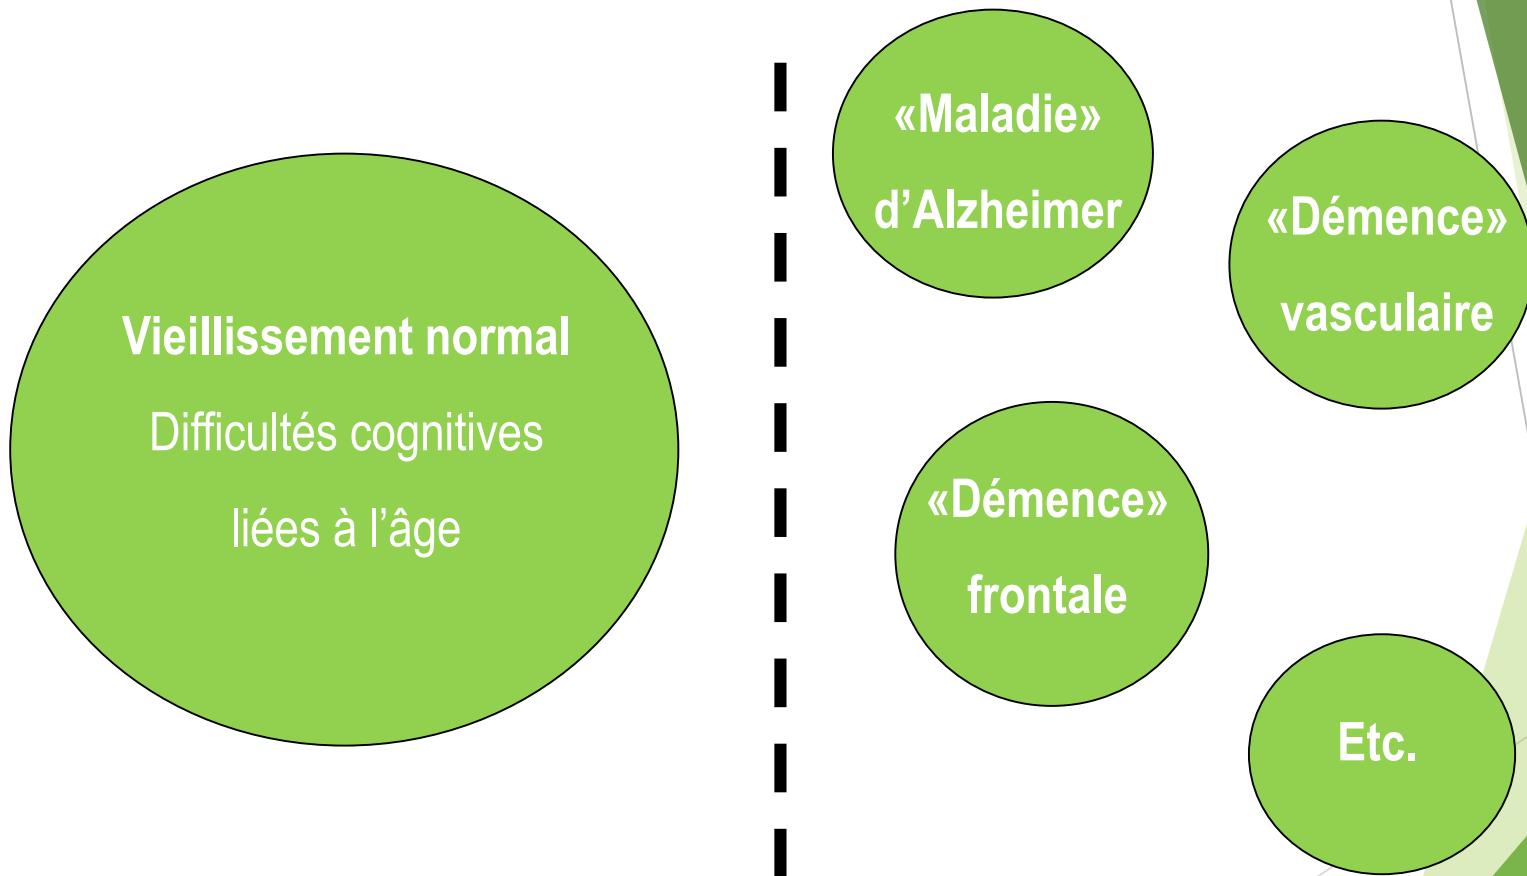 Vieillissement normal
Difficultés cognitives
liées à l’âge
«Maladie»
d’Alzheimer
«Démence»
vasculaire
«Démence»
frontale
Etc.